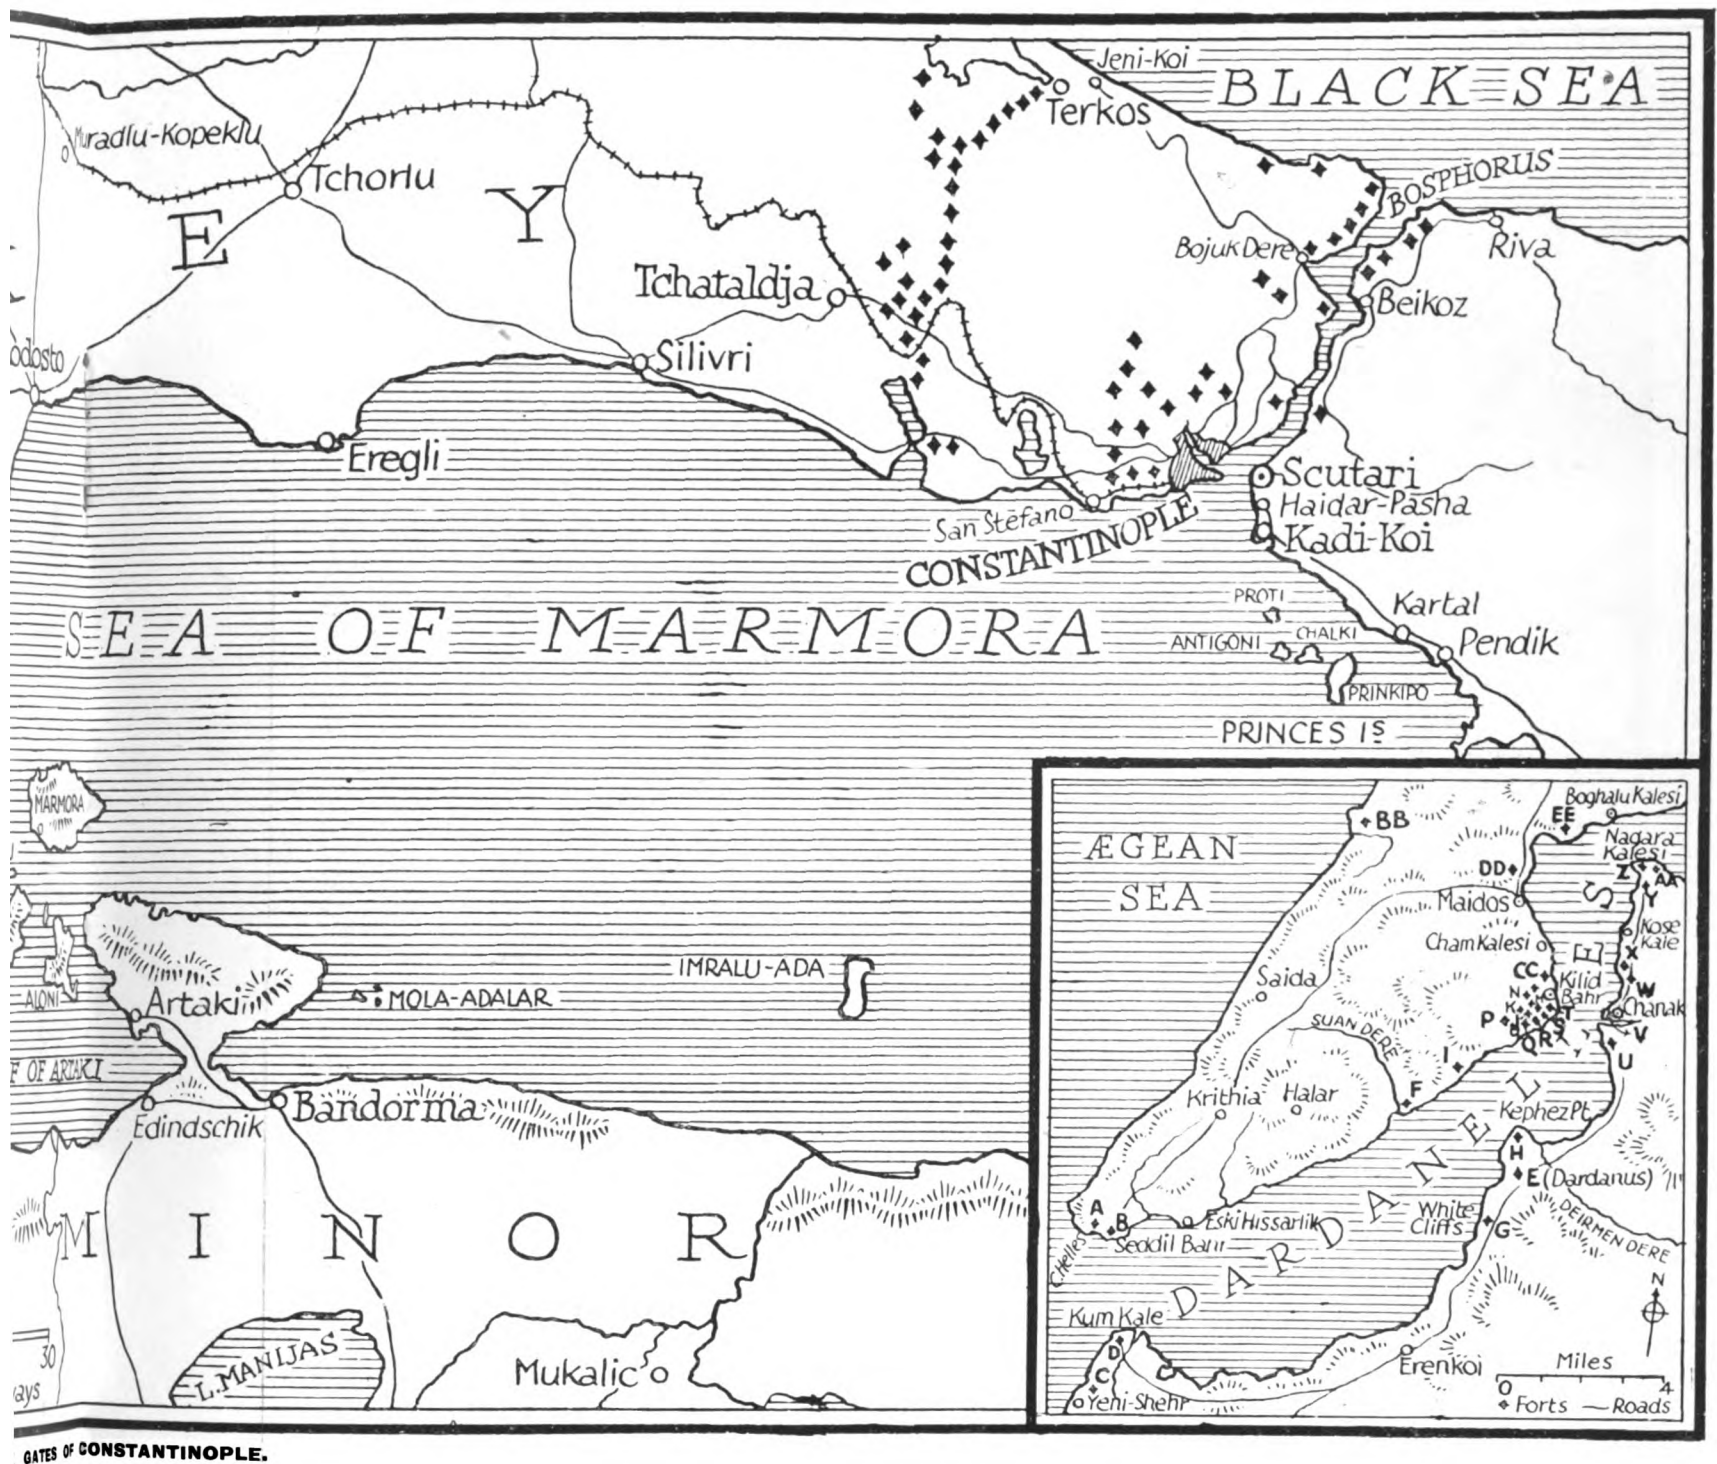 BLACK SEA
Jeni-Koi
Terkos
BOSPHORUS
Muradlu-Kopeklu
Tchorlu
E Y
Riva
Bojuk Dere
Tchataldja
Beikoz
Silivri
Eregli
Scutari
Haidar-Pasha
Kadi-Koi
San Stefano
CONSTANTINOPLE
SEA OF MARMORA
PROTI
ANTIGONI
CHALKI
PRINKIPO
PRINCES IS
Kartal
Pendik
MARMORA
ALONI
Artaki
MOLA-ADALAR
IMRALU-ADA
F OF ARTAKI
Edindschik
Bandorma
MINOR
L. MANIJAS
Mukalic
30
ÆGEAN
SEA
BB
Boghalu Kalesi
EE
Nagara
Kalesi
Z
AA
Y
DD
Maidos
Cham Kalesi
Kose
Kale
X
CC
Kilid
Bahr
W
Chanak
V
U
N
K
P
J
Q
R
S
T
Saida
SUAN DERE
I
F
Krithia
Halar
Kephez Pt.
H
E (Dardanus)
White
Cliffs
G
DEIRMEN DERE
A
B
Eski Hissarlik
Seddil Bahr
C. Helles
DARDANELLES
Kum Kale
D
C
Yeni-Shehr
Erenkoi
N
Miles
0 4
Forts Roads
GATES OF CONSTANTINOPLE.